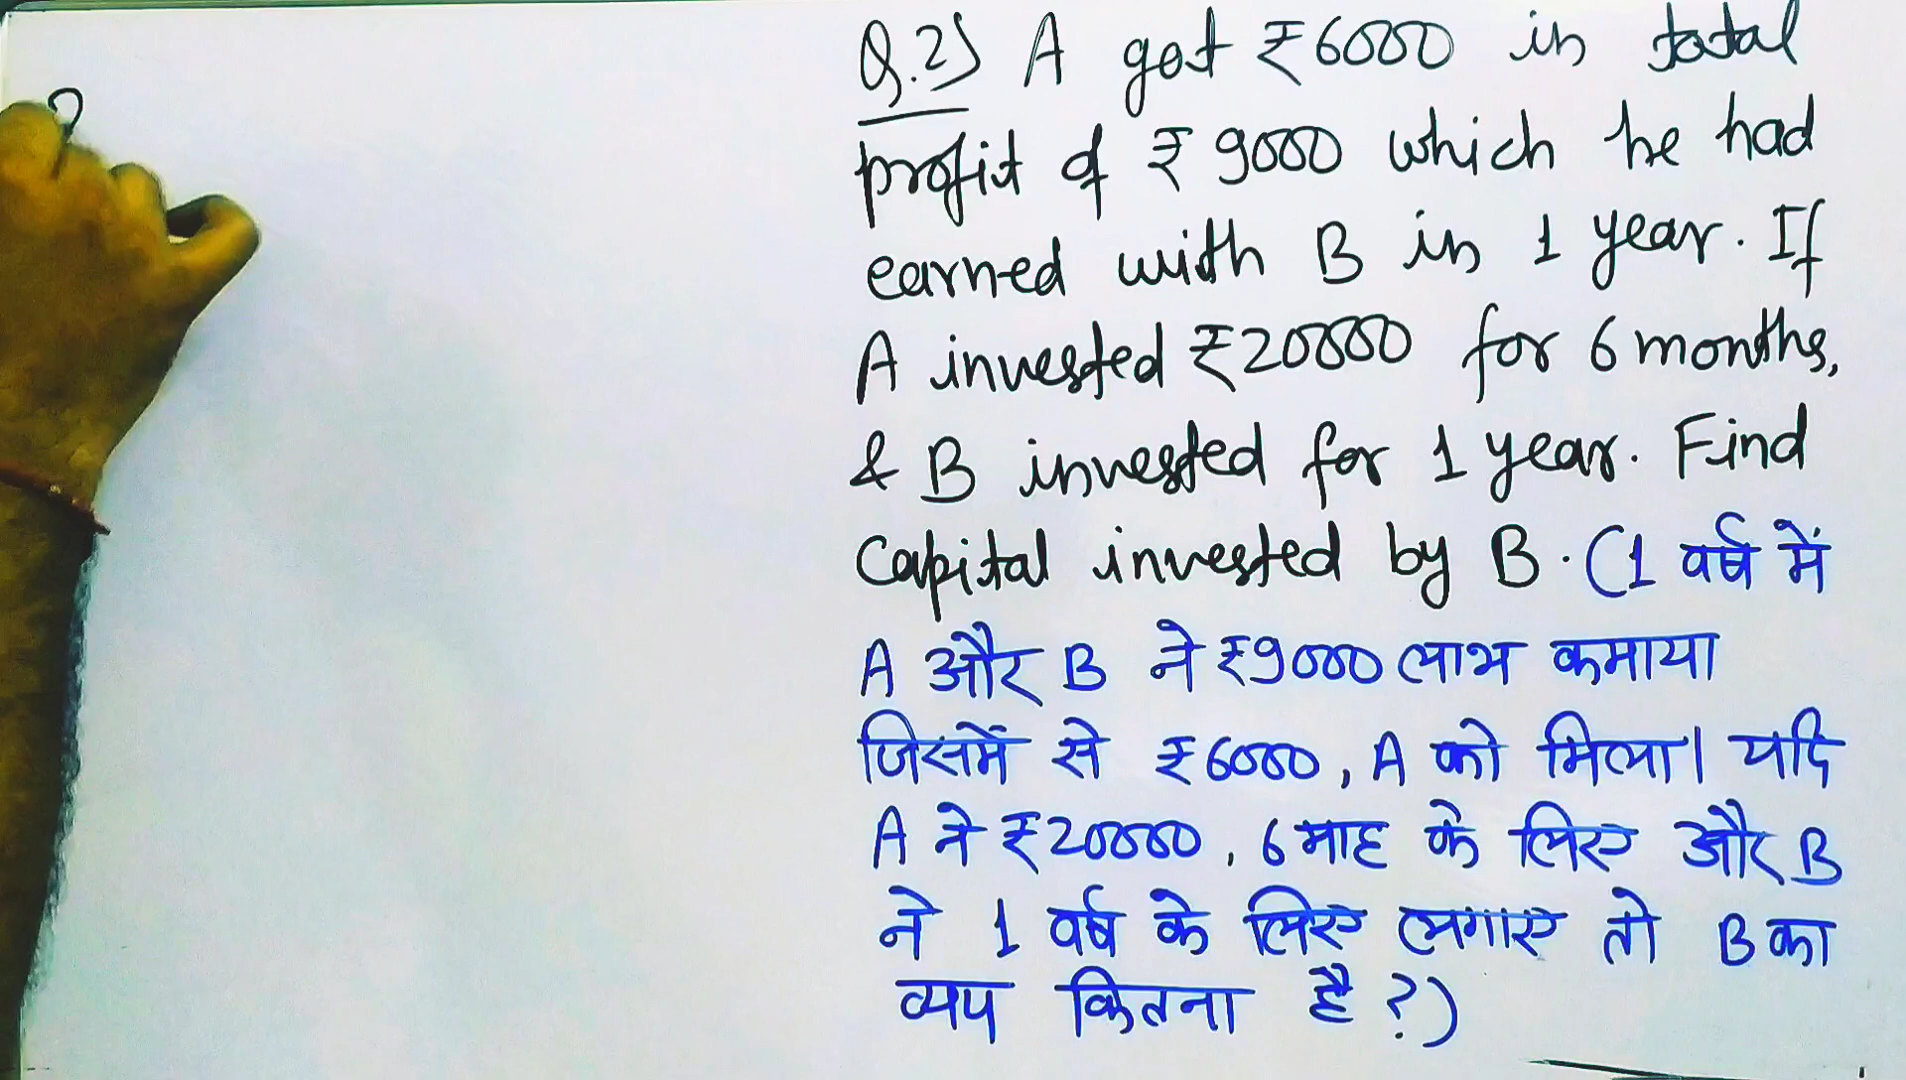 Q.2) A got ₹6000 in total
profit of ₹9000 which he had
earned with B in 1 year. If
A invested ₹20000 for 6 months,
& B invested for 1 year. Find
Capital invested by B. (1 वर्ष में
A और B ने ₹9000 लाभ कमाया
जिसमें से ₹6000, A को मिला। यदि
A ने ₹20000, 6 माह के लिए और B
ने 1 वर्ष के लिए लगाए तो B का
व्यय कितना है?)